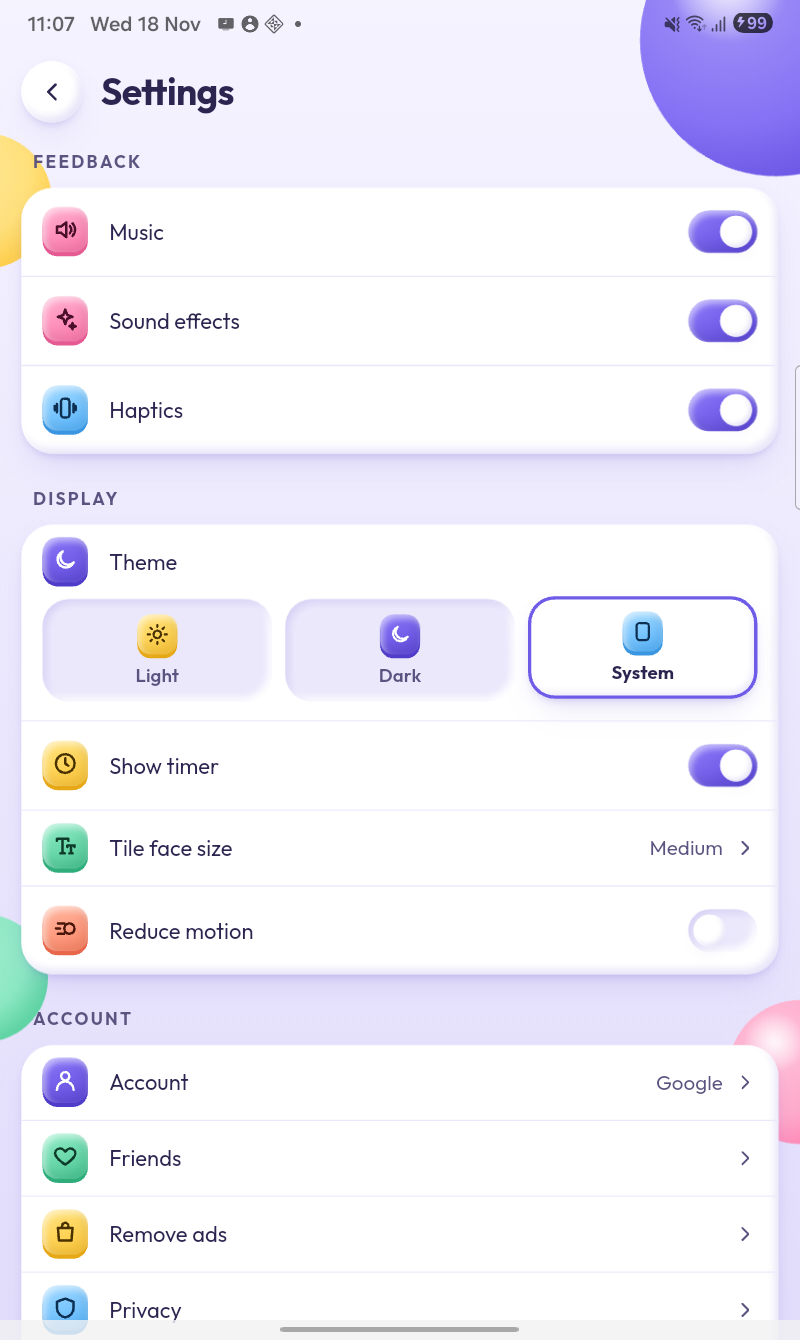 11:07 Wed 18 Nov 99
Settings
FEEDBACK
Music
Sound effects
Haptics
DISPLAY
Theme
Light Dark System
Show timer
Tile face size Medium
Reduce motion
ACCOUNT
Account Google
Friends
Remove ads
Privacy